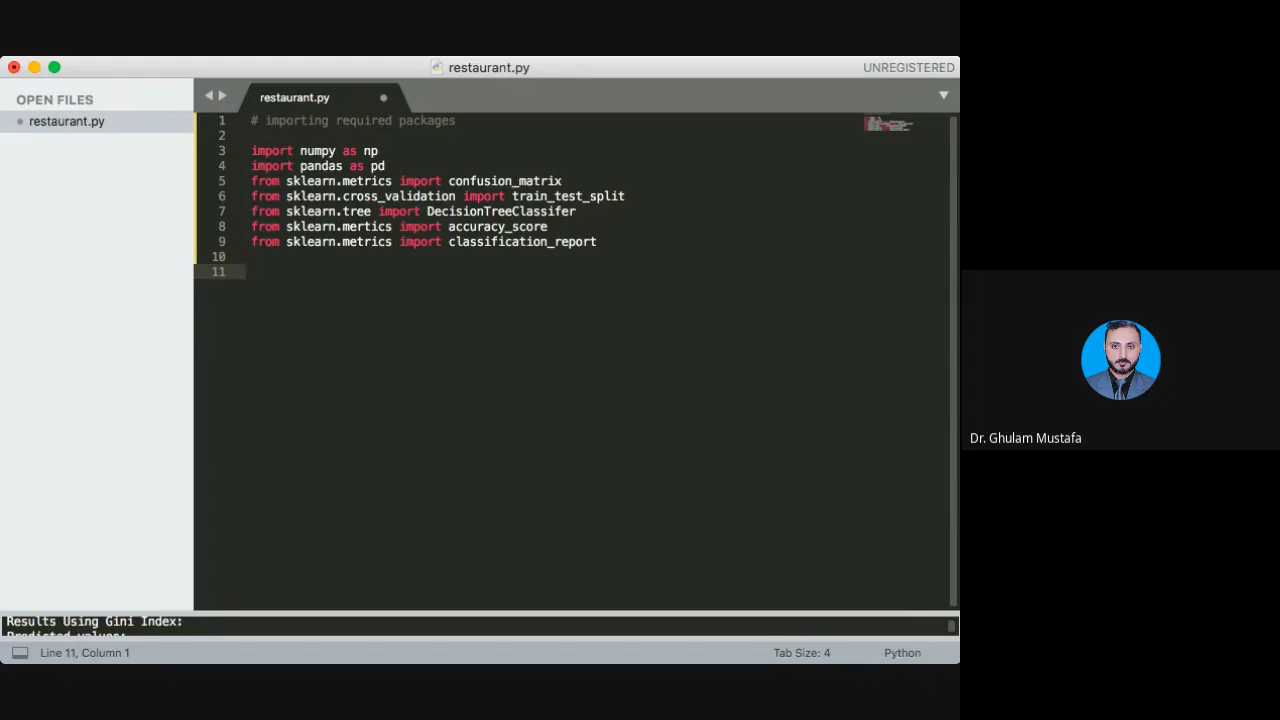 restaurant.py
UNREGISTERED
OPEN FILES
restaurant.py
restaurant.py
1 # importing required packages
2
3 import numpy as np
4 import pandas as pd
5 from sklearn.metrics import confusion_matrix
6 from sklearn.cross_validation import train_test_split
7 from sklearn.tree import DecisionTreeClassifer
8 from sklearn.mertics import accuracy_score
9 from sklearn.metrics import classification_report
10
11
Results Using Gini Index:
Predicted values:
Line 11, Column 1
Tab Size: 4
Python
Dr. Ghulam Mustafa